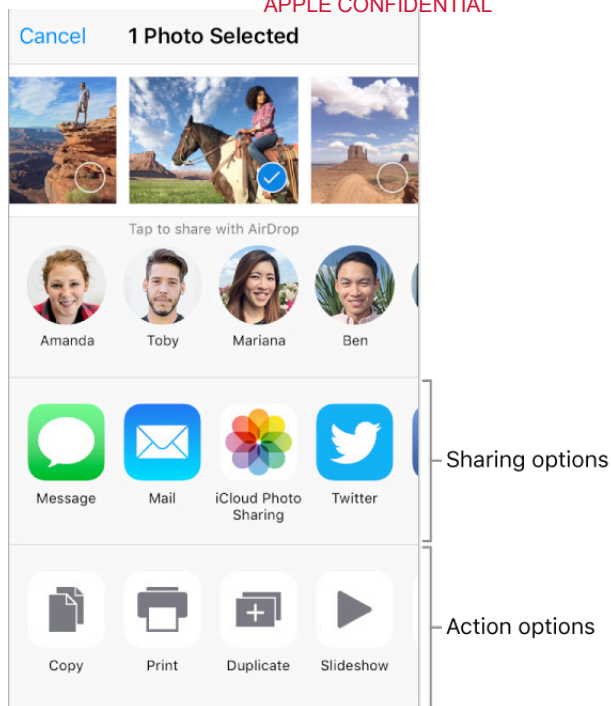 APPLE CONFIDENTIAL
Cancel 1 Photo Selected
Tap to share with AirDrop
Amanda Toby Mariana Ben
Message Mail iCloud Photo Sharing Twitter
Sharing options
Copy Print Duplicate Slideshow
Action options